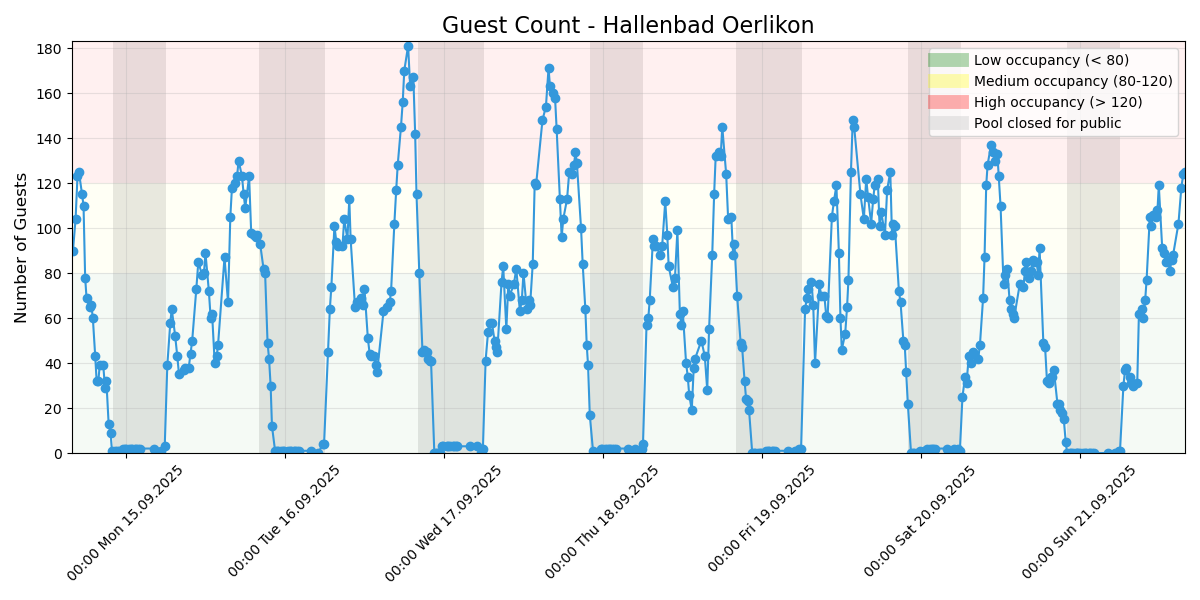 Guest Count - Hallenbad Oerlikon
Number of Guests
180
160
140
120
100
80
60
40
20
0
Low occupancy (< 80)
Medium occupancy (80-120)
High occupancy (> 120)
Pool closed for public
00:00 Mon 15.09.2025
00:00 Tue 16.09.2025
00:00 Wed 17.09.2025
00:00 Thu 18.09.2025
00:00 Fri 19.09.2025
00:00 Sat 20.09.2025
00:00 Sun 21.09.2025